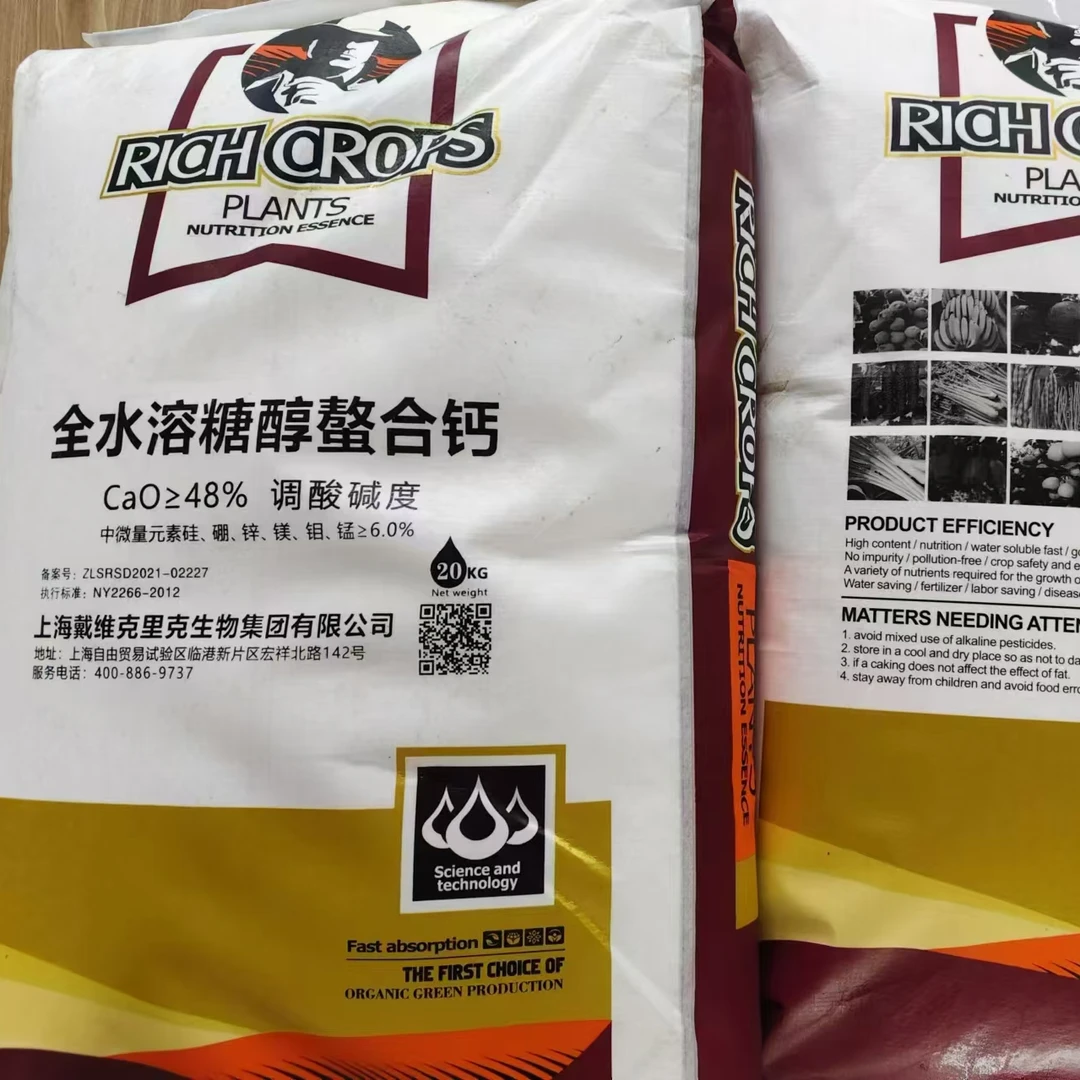 RICH CROPS
PLANTS
NUTRITION ESSENCE
全水溶糖醇螯合钙
CaO≥48% 调酸碱度
中微量元素硅、硼、锌、镁、钼、锰≥6.0%
备案号：ZLSRSD2021-02227
执行标准：NY2266-2012
20KG
Net weight
上海戴维克里克生物集团有限公司
地址：上海自由贸易试验区临港新片区宏祥北路142号
服务电话：400-886-9737
Science and
technology
Fast absorption
THE FIRST CHOICE OF
ORGANIC GREEN PRODUCTION
RICH CROPS
PLANTS
NUTRITION ESSENCE
RICH
NUTRITIO
PRODUCT EFFICIENCY
High content / nutrition / water soluble fast /
No impurity / pollution-free / crop safety and
A variety of nutrients required for the growth
Water saving / fertilizer / labor saving /
MATTERS NEEDING ATTEN
1. avoid mixed use of alkaline pesticides.
2. store in a cool and dry place so as not to
3. if a caking does not affect the effect of fat.
4. stay away from children and avoid food